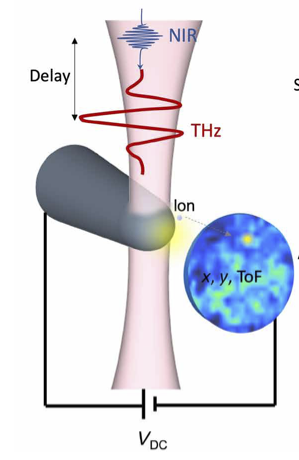 NIR
Delay
S
THz
Ion
x, y, ToF
V_DC